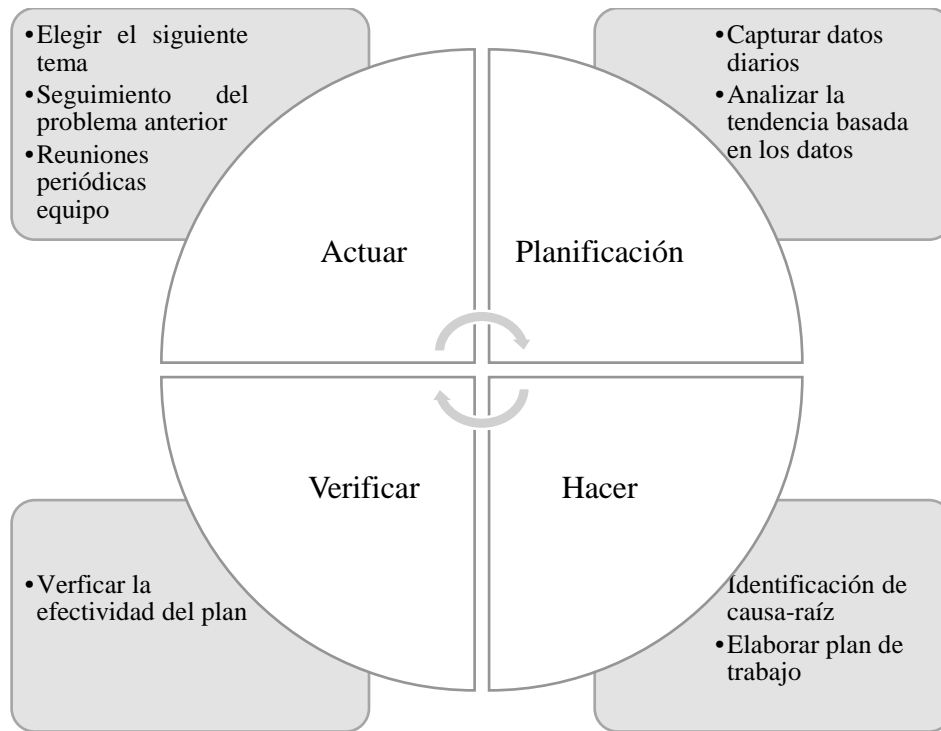 •Elegir el siguiente
tema
•Seguimiento del
problema anterior
•Reuniones
periódicas
equipo
•Capturar datos
diarios
•Analizar la
tendencia basada
en los datos
Actuar
Planificación
Verificar
Hacer
•Verficar la
efectividad del plan
Identificación de
causa-raíz
•Elaborar plan de
trabajo